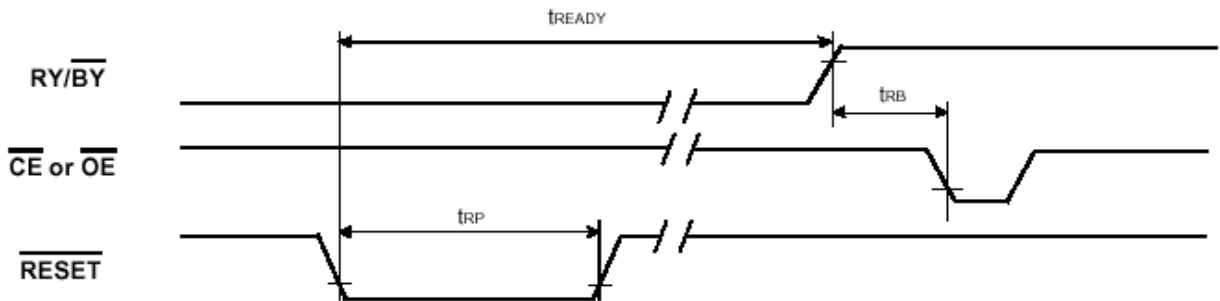 tREADY
RY/BY
tRB
CE or OE
tRP
RESET